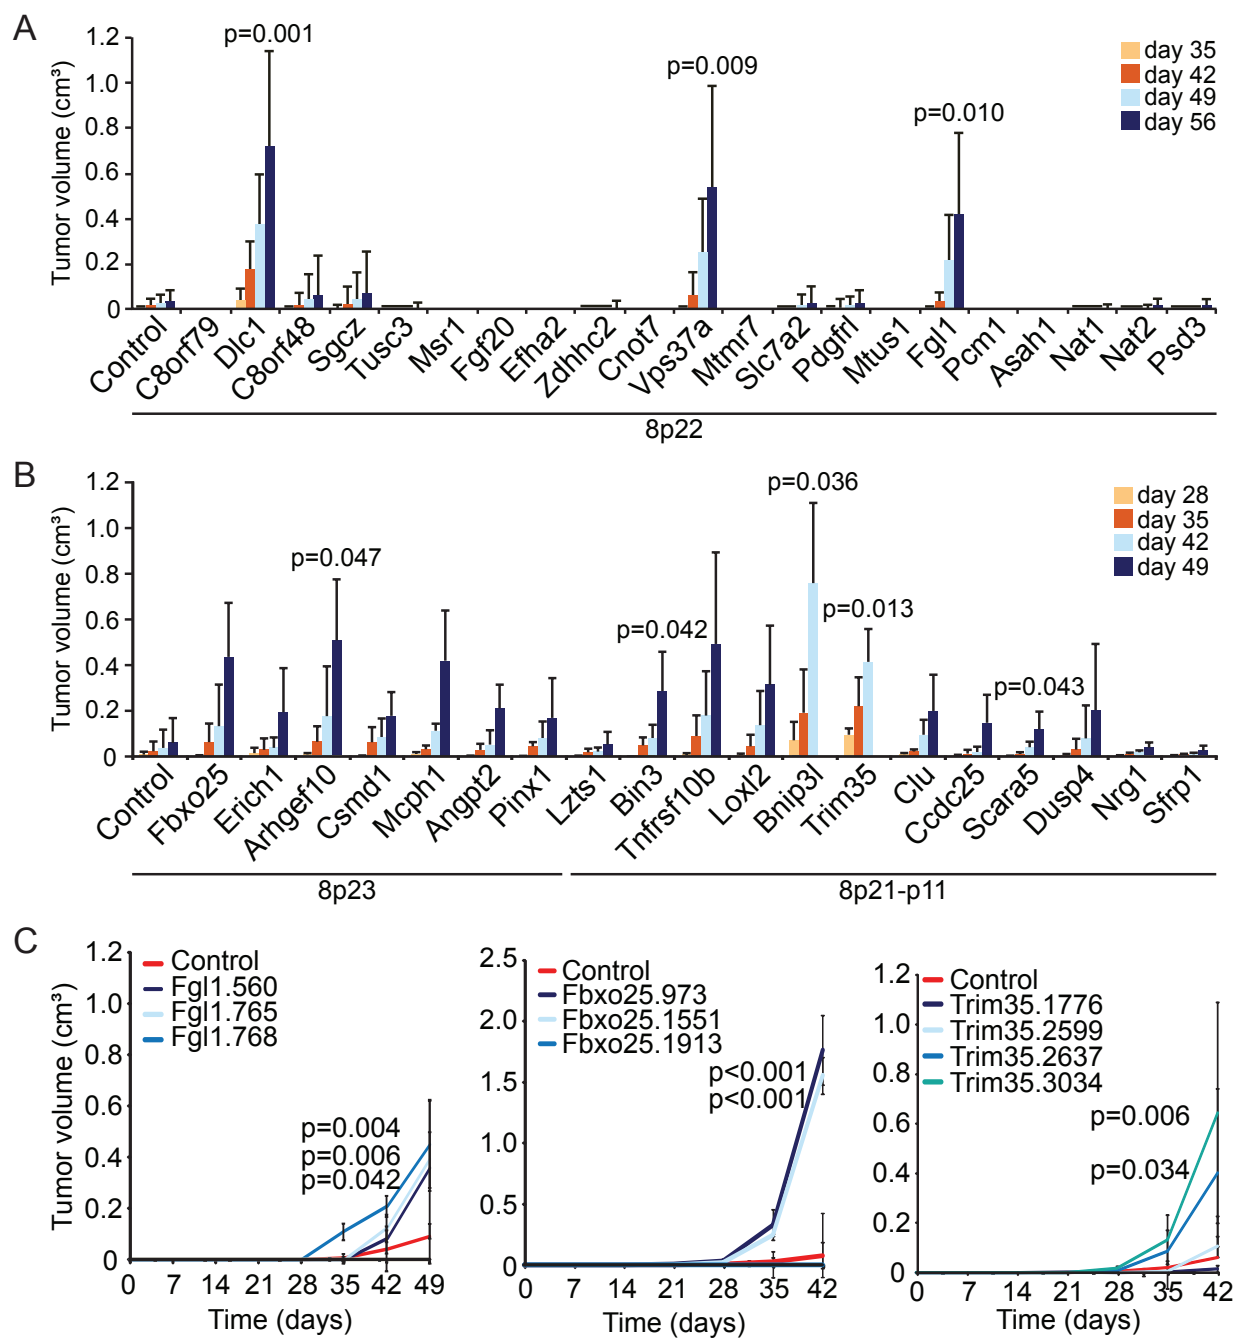 A
Tumor volume (cm³)
1.2
1.0
0.8
0.6
0.4
0.2
0
p=0.001
p=0.009
p=0.010
day 35
day 42
day 49
day 56
Control
C8orf79
Dlc1
C8orf48
Sgcz
Tusc3
Msr1
Fgf20
Efha2
Zdhhc2
Cnot7
Vps37a
Mtmr7
Slc7a2
Pdgfrl
Mtus1
Fgl1
Pcm1
Asah1
Nat1
Nat2
Psd3
8p22
B
Tumor volume (cm³)
1.2
1.0
0.8
0.6
0.4
0.2
0
p=0.047
p=0.042
p=0.036
p=0.013
p=0.043
day 28
day 35
day 42
day 49
Control
Fbxo25
Erich1
Arhgef10
Csmd1
Mcph1
Angpt2
Pinx1
Lzts1
Bin3
Tnfrsf10b
Loxl2
Bnip3l
Trim35
Clu
Ccdc25
Scara5
Dusp4
Nrg1
Sfrp1
8p23
8p21-p11
C
Tumor volume (cm³)
1.2
1.0
0.8
0.6
0.4
0.2
0
Control
Fgl1.560
Fgl1.765
Fgl1.768
p=0.004
p=0.006
p=0.042
0 7 14 21 28 35 42 49
Time (days)
2.5
2.0
1.5
1.0
0.5
0
Control
Fbxo25.973
Fbxo25.1551
Fbxo25.1913
p<0.001
p<0.001
0 7 14 21 28 35 42
Time (days)
1.2
1.0
0.8
0.6
0.4
0.2
0
Control
Trim35.1776
Trim35.2599
Trim35.2637
Trim35.3034
p=0.006
p=0.034
0 7 14 21 28 35 42
Time (days)